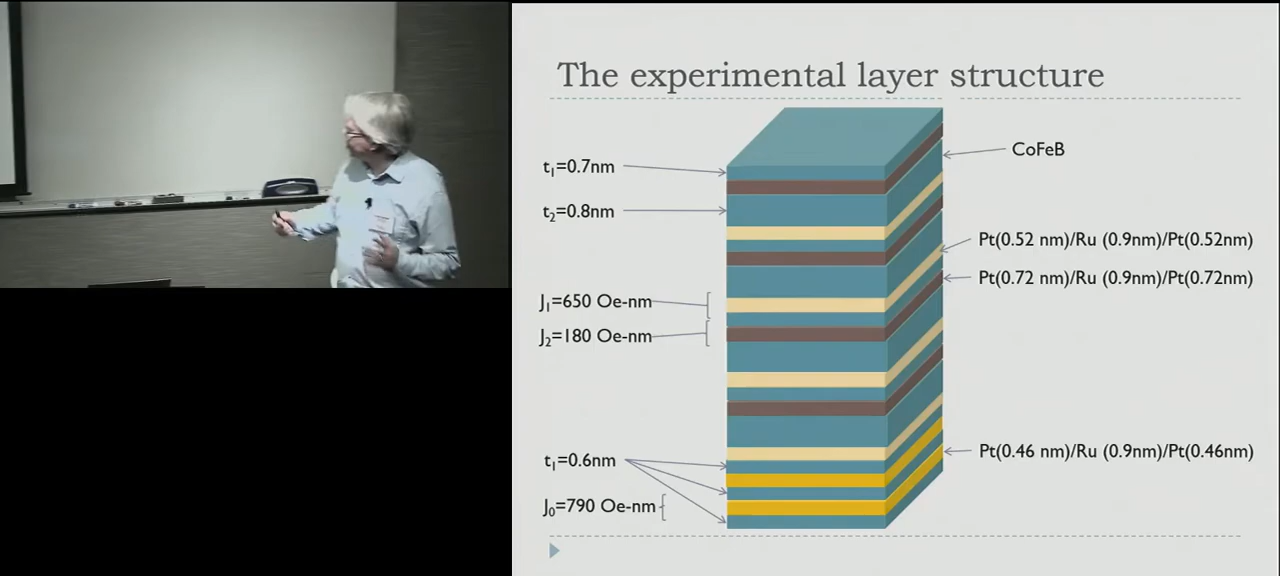 The experimental layer structure
t₁=0.7nm
CoFeB
t₂=0.8nm
Pt(0.52 nm)/Ru (0.9nm)/Pt(0.52nm)
Pt(0.72 nm)/Ru (0.9nm)/Pt(0.72nm)
J₁=650 Oe-nm
J₂=180 Oe-nm
t₁=0.6nm
Pt(0.46 nm)/Ru (0.9nm)/Pt(0.46nm)
J₀=790 Oe-nm